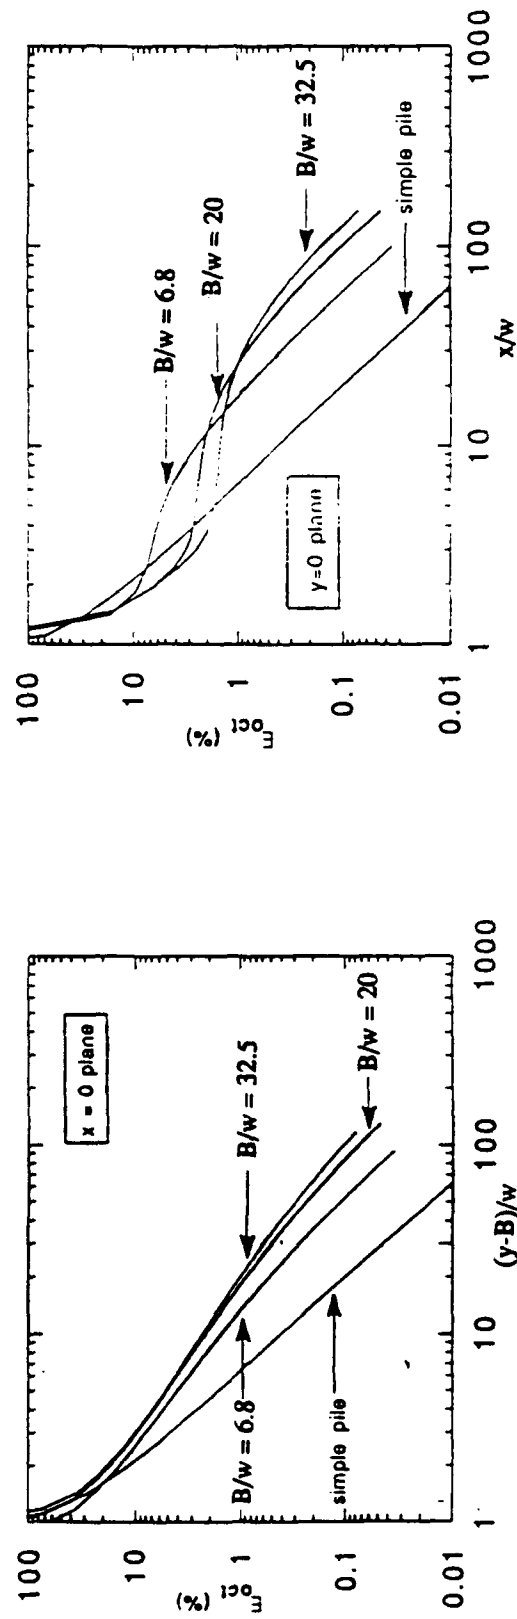 100
10
1
0.1
0.01
E oct (%)
x = 0 plane
B/w = 32.5
B/w = 20
B/w = 6.8
simple pile
1
10
100
1000
(y-B)/w
100
10
1
0.1
0.01
E oct (%)
B/w = 6.8
B/w = 20
B/w = 32.5
simple pile
y=0 plane
1
10
100
1000
x/w